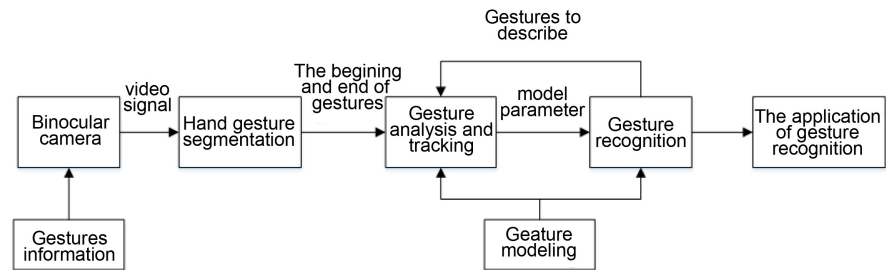 Gestures to
describe
video
signal
The begining
and end of
gestures
model
parameter
Binocular
camera
Hand gesture
segmentation
Gesture
analysis and
tracking
Gesture
recognition
The application
of gesture
recognition
Gestures
information
Geature
modeling